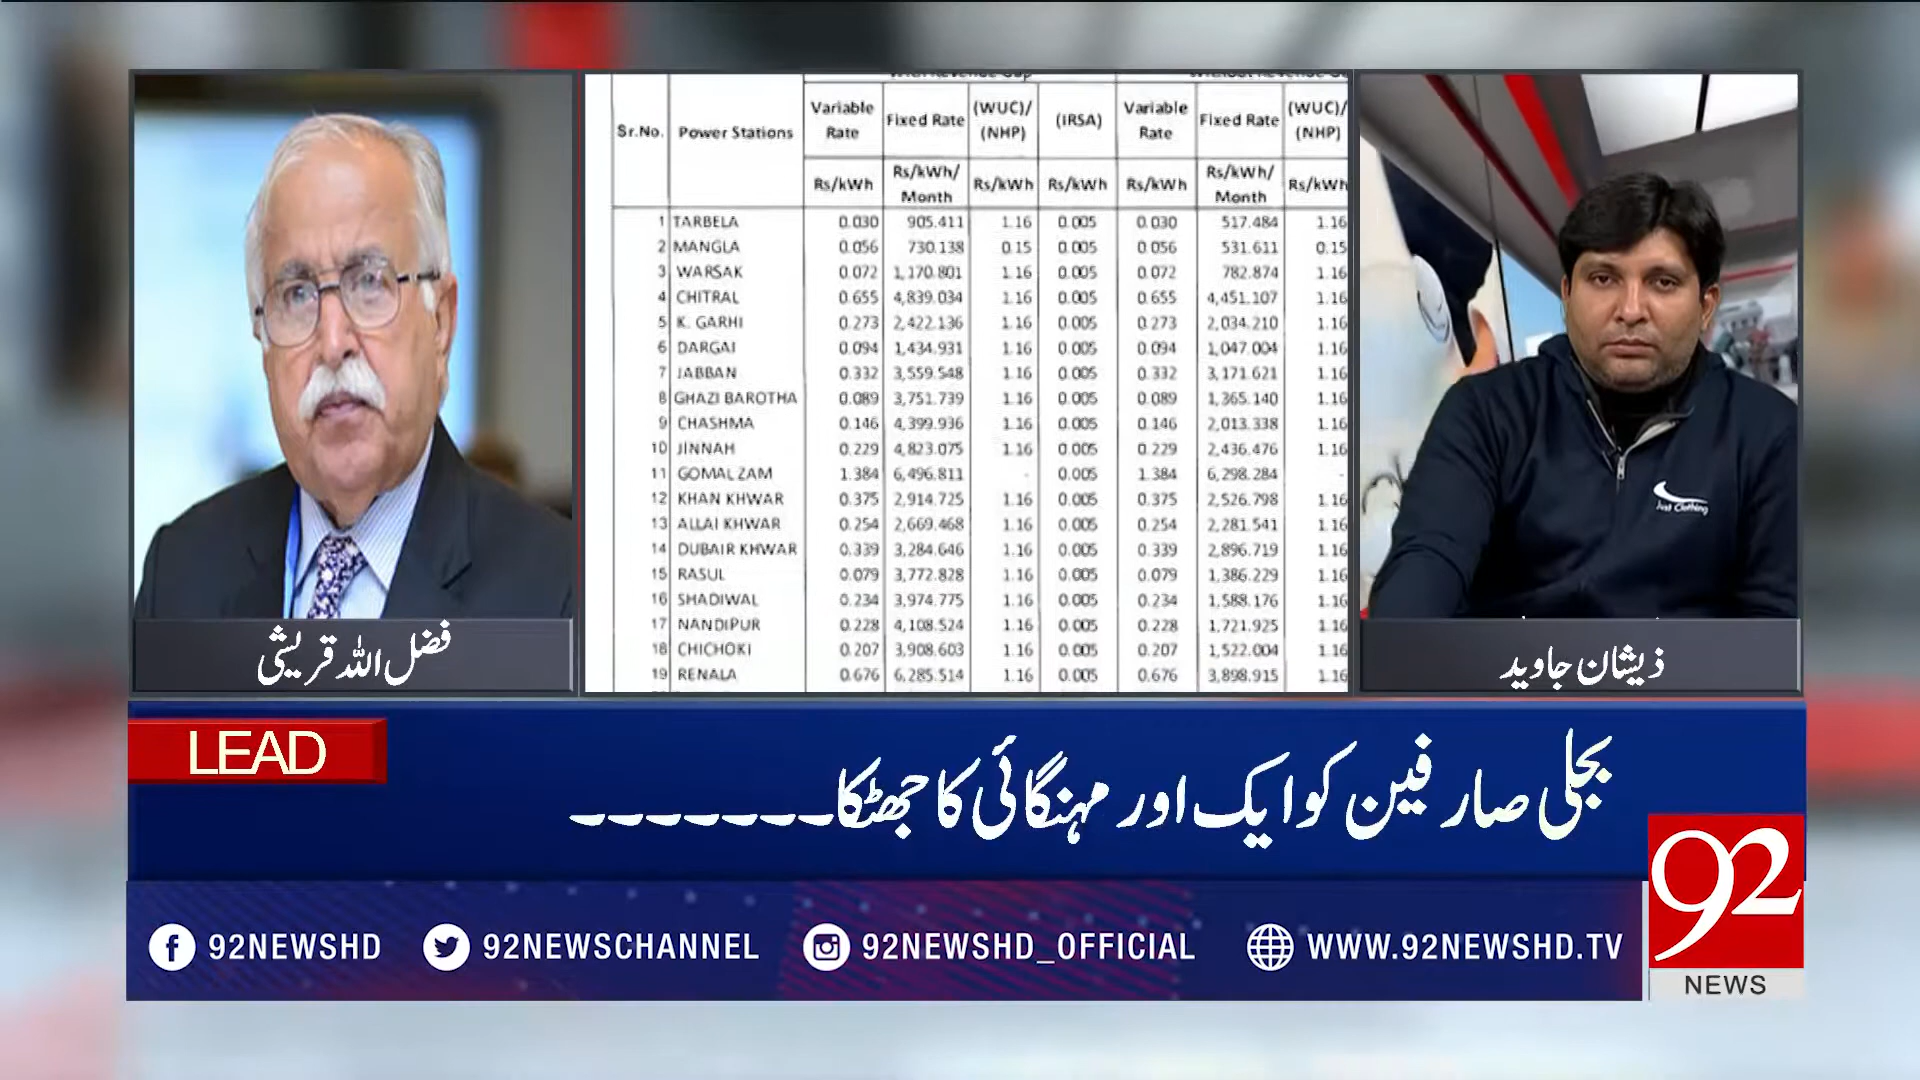 Sr.No. Power Stations Variable Rate Fixed Rate (WUC)/ (NHP) (IRSA) Variable Rate Fixed Rate (WUC)/ (NHP)
Rs/kWh Rs/kWh/ Month Rs/kWh Rs/kWh Rs/kWh Rs/kWh/ Month Rs/kWh
1 TARBELA 0.030 905.411 1.16 0.005 0.030 517.484 1.16
2 MANGLA 0.056 730.138 0.15 0.005 0.056 531.611 0.15
3 WARSAK 0.072 1,170.801 1.16 0.005 0.072 782.874 1.16
4 CHITRAL 0.655 4,839.034 1.16 0.005 0.655 4,451.107 1.16
5 K. GARHI 0.273 2,422.136 1.16 0.005 0.273 2,034.210 1.16
6 DARGAI 0.094 1,434.931 1.16 0.005 0.094 1,047.004 1.16
7 JABBAN 0.332 3,559.548 1.16 0.005 0.332 3,171.621 1.16
8 GHAZI BAROTHA 0.089 3,751.739 1.16 0.005 0.089 1,365.140 1.16
9 CHASHMA 0.146 4,399.936 1.16 0.005 0.146 2,013.338 1.16
10 JINNAH 0.229 4,823.075 1.16 0.005 0.229 2,436.476 1.16
11 GOMAL ZAM 1.384 6,496.811 - 0.005 1.384 6,298.284 -
12 KHAN KHWAR 0.375 2,914.725 1.16 0.005 0.375 2,526.798 1.16
13 ALLAI KHWAR 0.254 2,669.468 1.16 0.005 0.254 2,281.541 1.16
14 DUBAIR KHWAR 0.339 3,284.646 1.16 0.005 0.339 2,896.719 1.16
15 RASUL 0.079 3,772.828 1.16 0.005 0.079 1,386.229 1.16
16 SHADIWAL 0.234 3,974.775 1.16 0.005 0.234 1,588.176 1.16
17 NANDIPUR 0.228 4,108.524 1.16 0.005 0.228 1,721.925 1.16
18 CHICHOKI 0.207 3,908.603 1.16 0.005 0.207 1,522.004 1.16
19 RENALA 0.676 6,285.514 1.16 0.005 0.676 3,898.915 1.16
Just Clothing
فضل اللہ قریشی
ذیشان جاوید
LEAD
بجلی صارفین کو ایک اور مہنگائی کا جھٹکا۔۔۔۔۔۔۔
92NEWSHD 92NEWSCHANNEL 92NEWSHD_OFFICIAL WWW.92NEWSHD.TV
92
NEWS